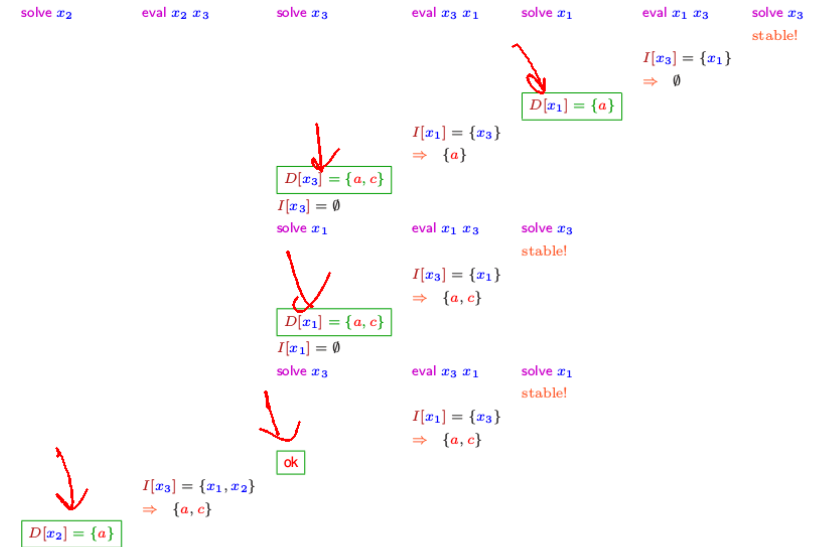 solve x₂ eval x₂ x₃ solve x₃ eval x₃ x₁ solve x₁ eval x₁ x₃ solve x₃
stable!
I[x₃] = {x₁}
⇒ ∅
D[x₁] = {a}
I[x₁] = {x₃}
⇒ {a}
D[x₃] = {a, c}
I[x₃] = ∅
solve x₁ eval x₁ x₃ solve x₃
stable!
I[x₃] = {x₁}
⇒ {a, c}
D[x₁] = {a, c}
I[x₁] = ∅
solve x₃ eval x₃ x₁ solve x₁
stable!
I[x₁] = {x₃}
⇒ {a, c}
ok
I[x₃] = {x₁, x₂}
⇒ {a, c}
D[x₂] = {a}